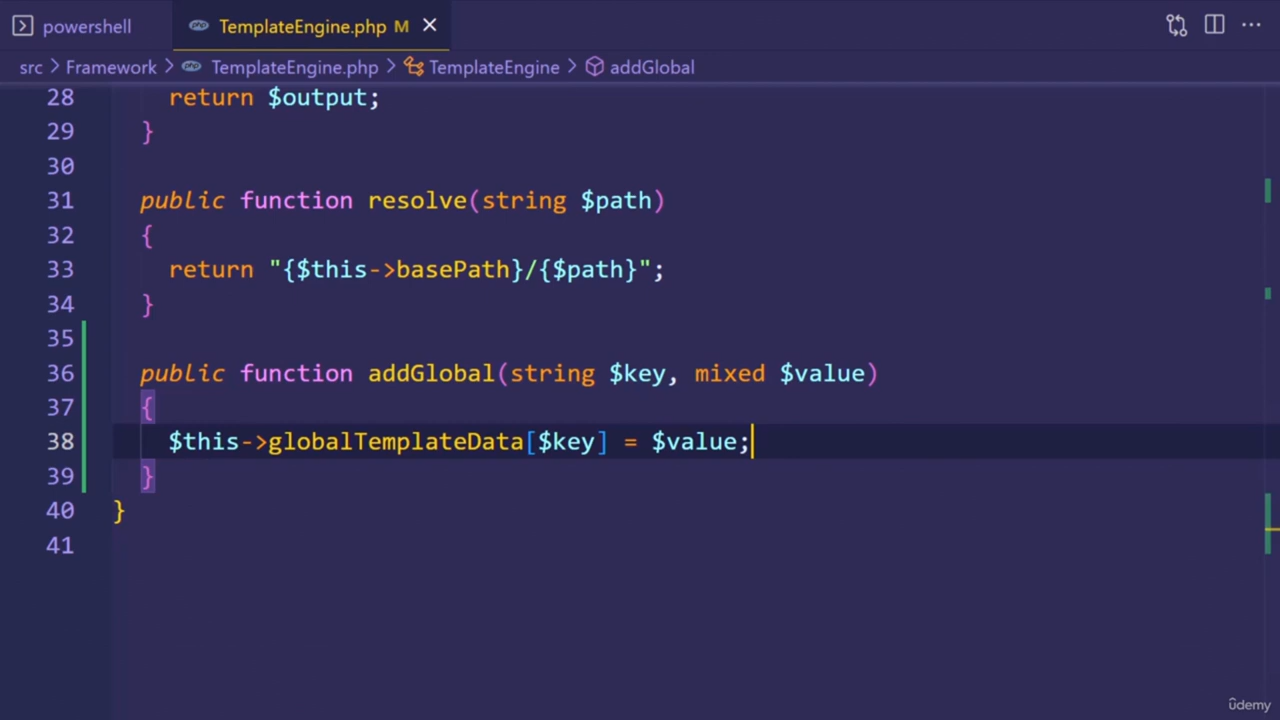 powershell
TemplateEngine.php M
src > Framework > TemplateEngine.php > TemplateEngine > addGlobal
28 return $output;
29 }
30
31 public function resolve(string $path)
32 {
33 return "{$this->basePath}/{$path}";
34 }
35
36 public function addGlobal(string $key, mixed $value)
37 {
38 $this->globalTemplateData[$key] = $value;
39 }
40 }
41
ûdemy